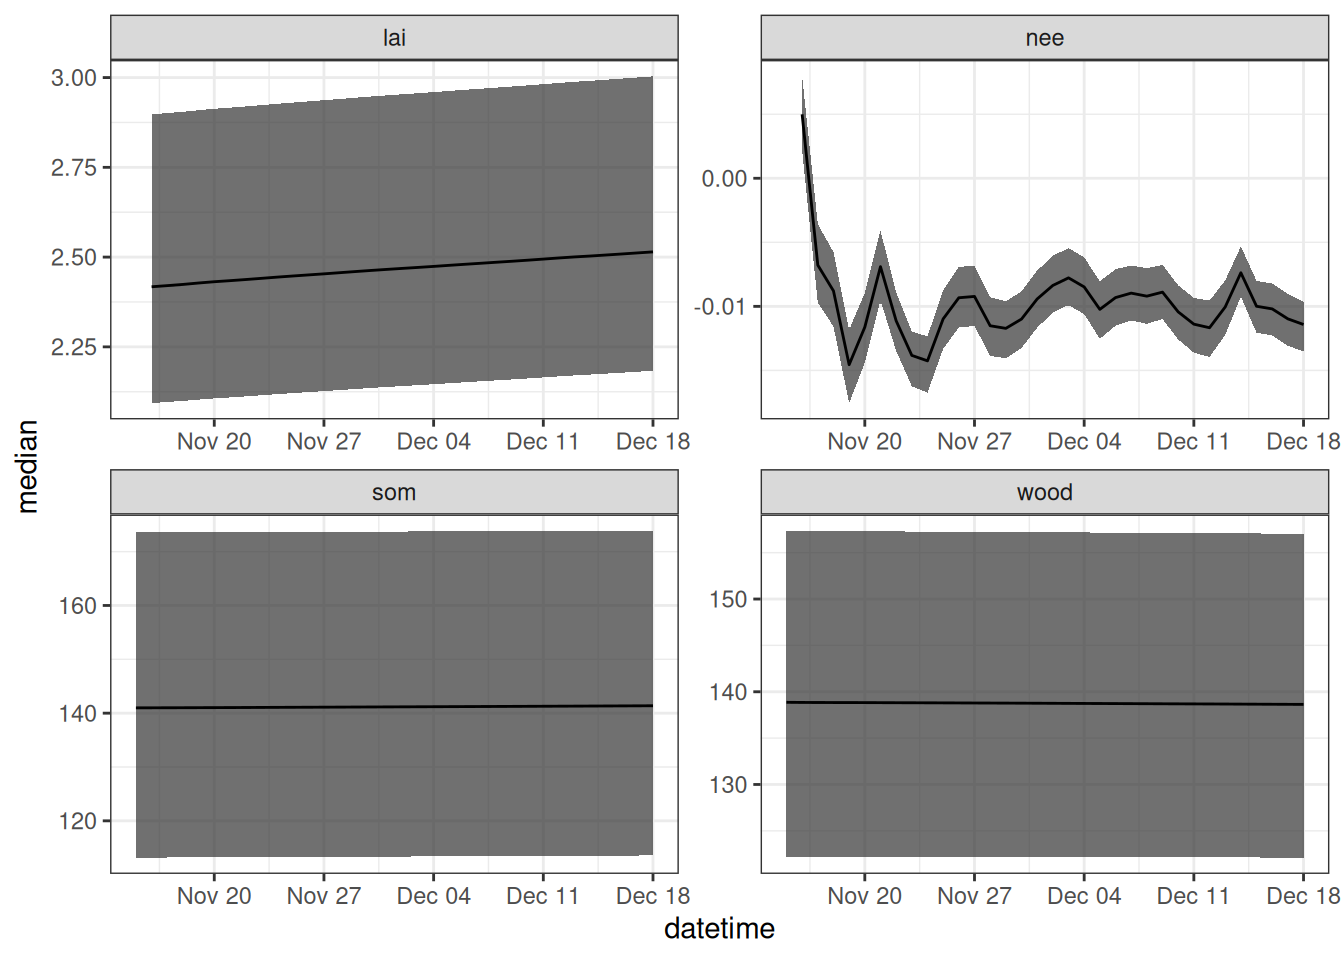 lai
nee
3.00
2.75
2.50
2.25
0.00
-0.01
Nov 20 Nov 27 Dec 04 Dec 11 Dec 18
Nov 20 Nov 27 Dec 04 Dec 11 Dec 18
median
som
wood
160
140
120
150
140
130
Nov 20 Nov 27 Dec 04 Dec 11 Dec 18
Nov 20 Nov 27 Dec 04 Dec 11 Dec 18
datetime